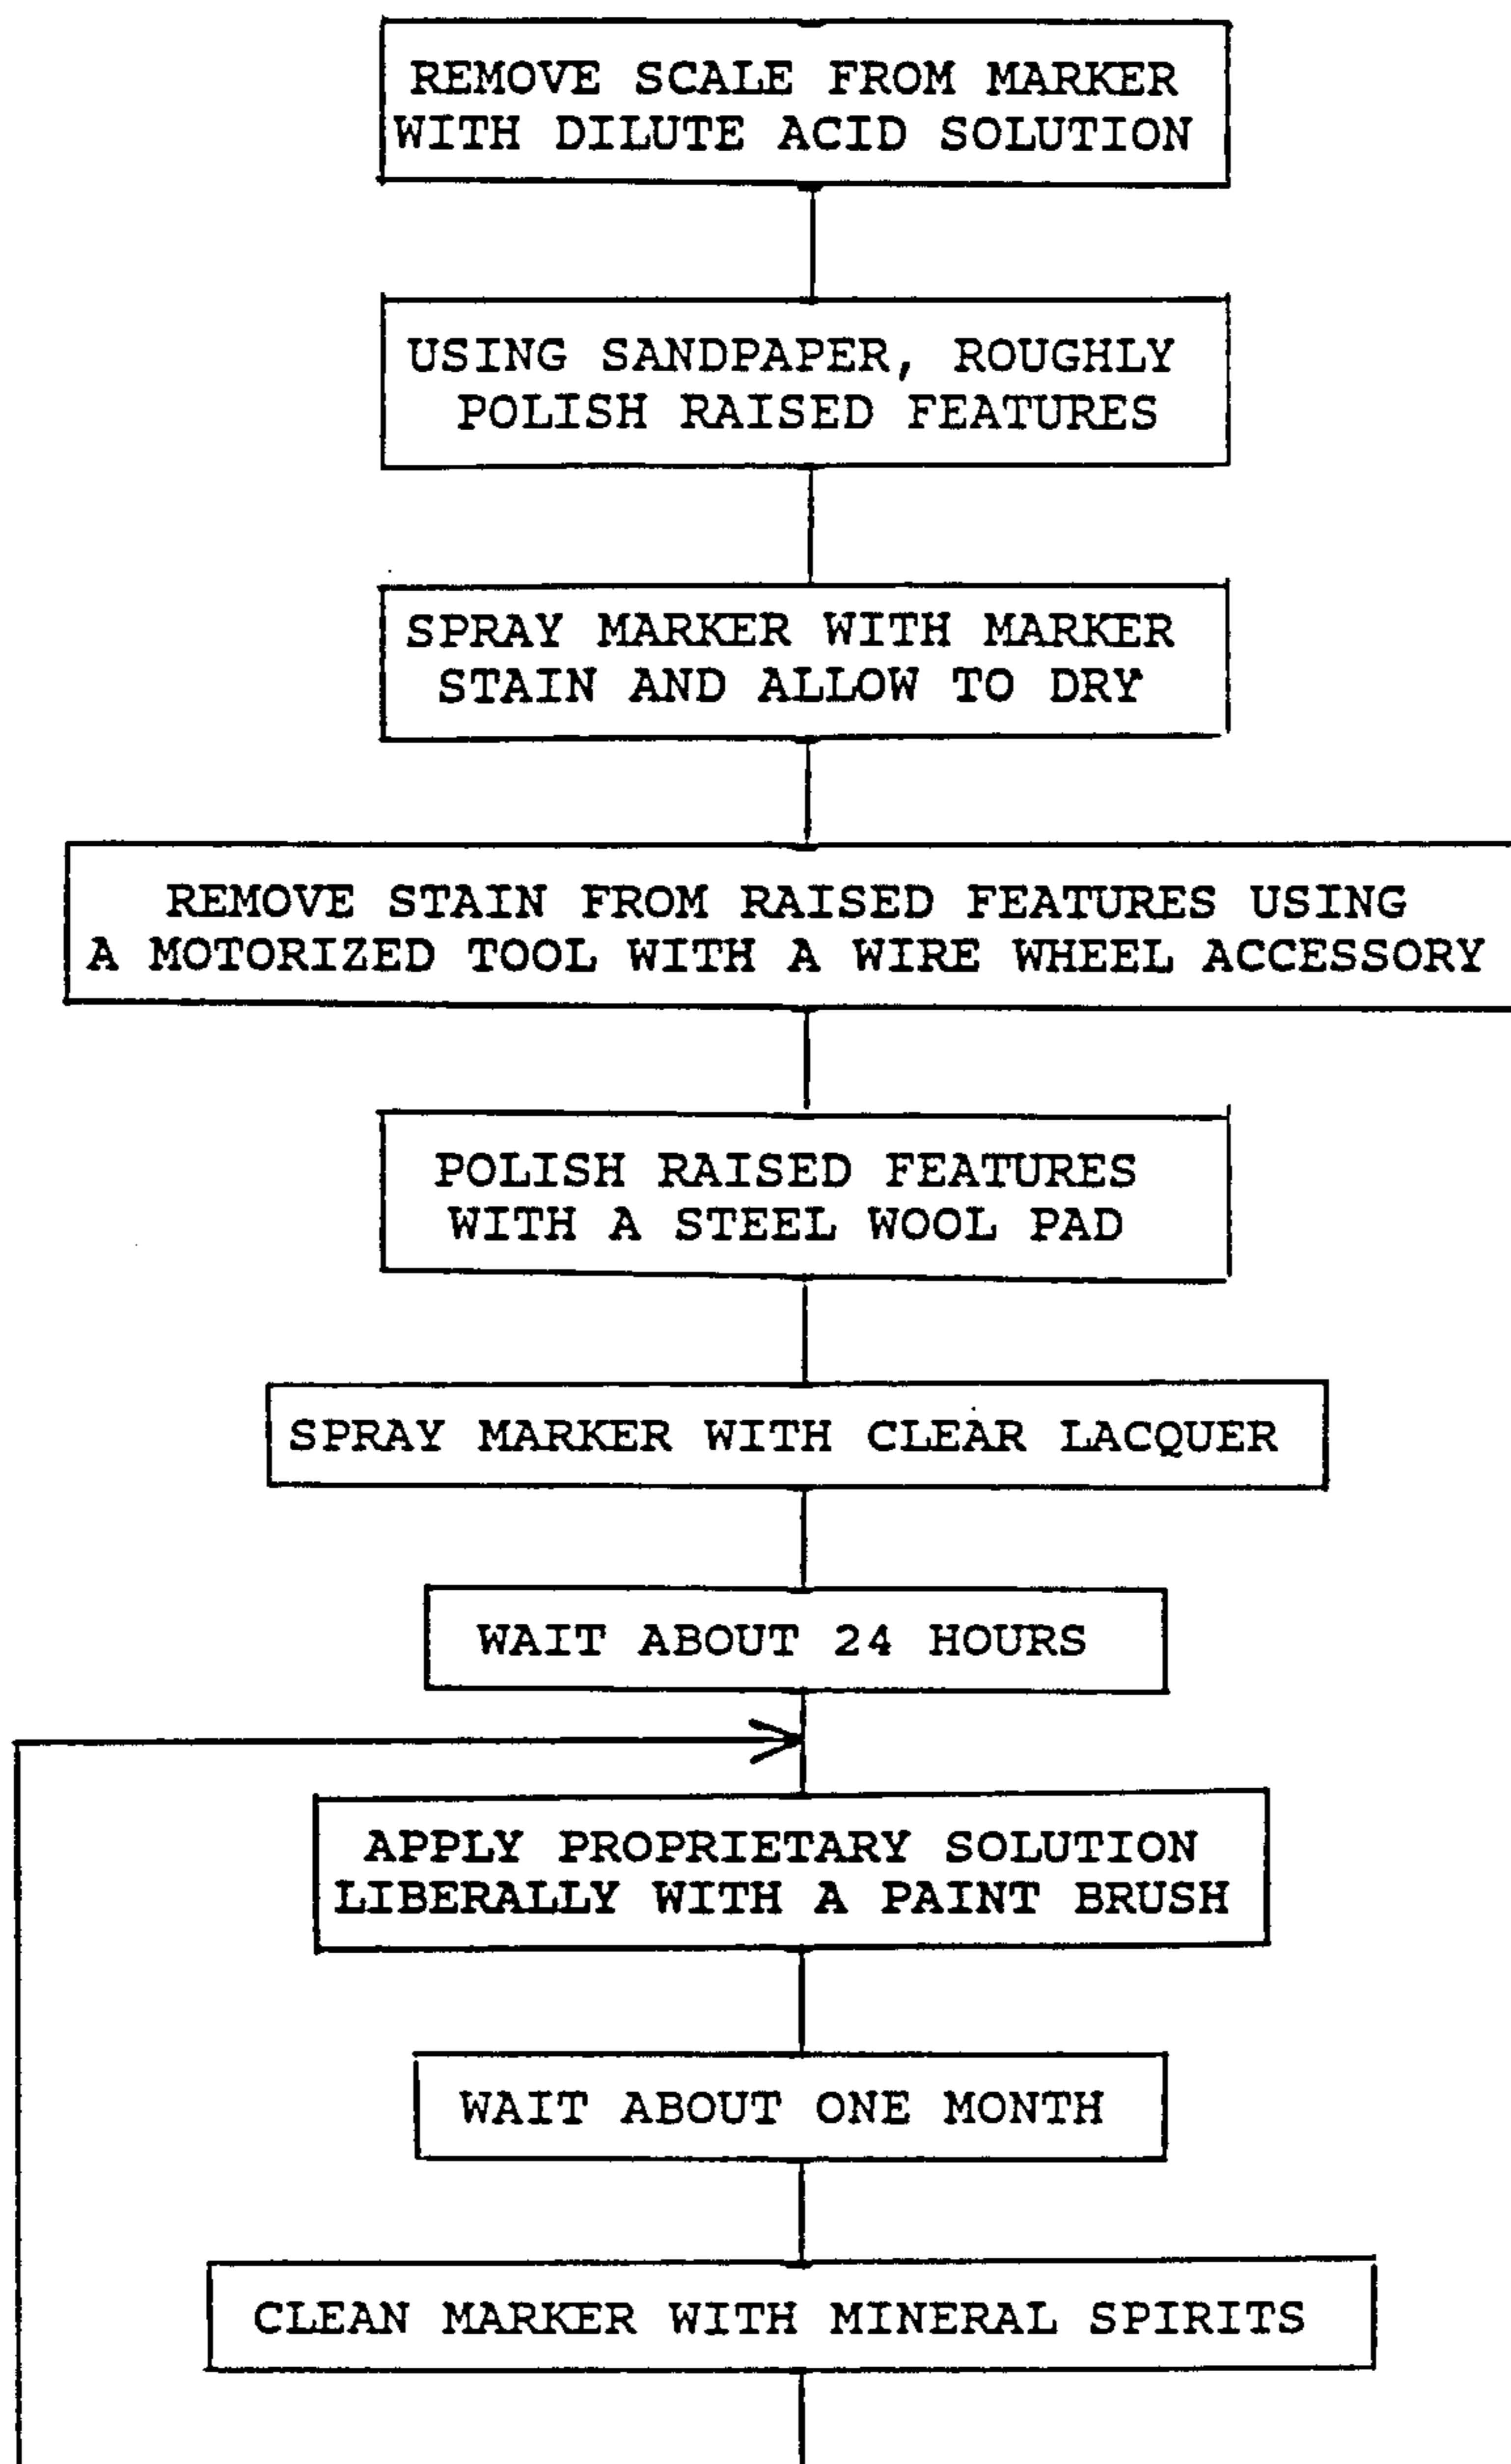 REMOVE SCALE FROM MARKER
WITH DILUTE ACID SOLUTION
USING SANDPAPER, ROUGHLY
POLISH RAISED FEATURES
SPRAY MARKER WITH MARKER
STAIN AND ALLOW TO DRY
REMOVE STAIN FROM RAISED FEATURES USING
A MOTORIZED TOOL WITH A WIRE WHEEL ACCESSORY
POLISH RAISED FEATURES
WITH A STEEL WOOL PAD
SPRAY MARKER WITH CLEAR LACQUER
WAIT ABOUT 24 HOURS
APPLY PROPRIETARY SOLUTION
LIBERALLY WITH A PAINT BRUSH
WAIT ABOUT ONE MONTH
CLEAN MARKER WITH MINERAL SPIRITS